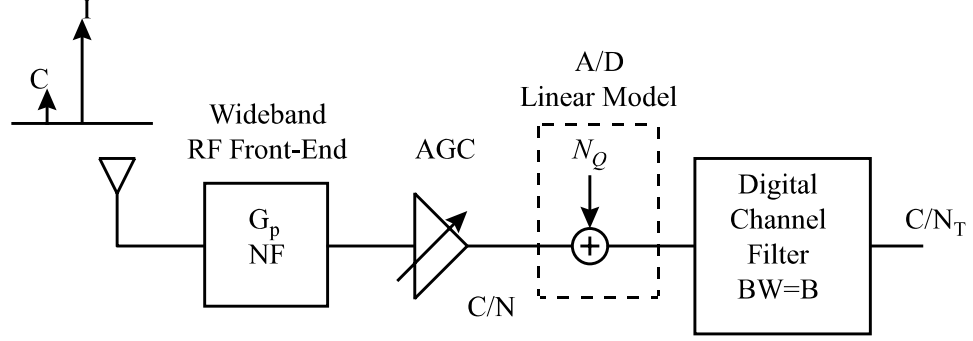 I
C
Wideband
RF Front-End
G_p
NF
AGC
C/N
A/D
Linear Model
N_Q
+
Digital
Channel
Filter
BW=B
C/N_T